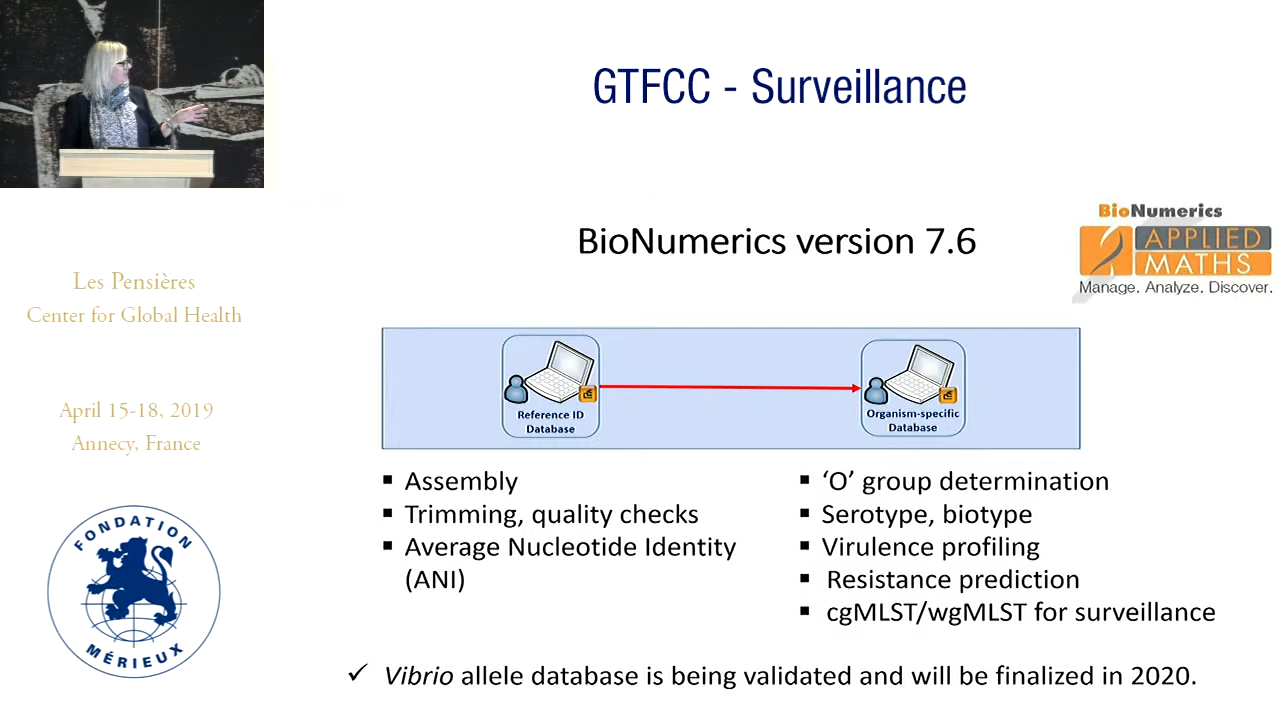 GTFCC - Surveillance
BioNumerics version 7.6
BioNumerics
APPLIED
MATHS
Manage. Analyze. Discover.
Les Pensières
Center for Global Health
April 15-18, 2019
Annecy, France
FONDATION
MÉRIEUX
Reference ID
Database
Organism-specific
Database
▪ Assembly
▪ Trimming, quality checks
▪ Average Nucleotide Identity
(ANI)
▪ ‘O’ group determination
▪ Serotype, biotype
▪ Virulence profiling
▪ Resistance prediction
▪ cgMLST/wgMLST for surveillance
✓ Vibrio allele database is being validated and will be finalized in 2020.